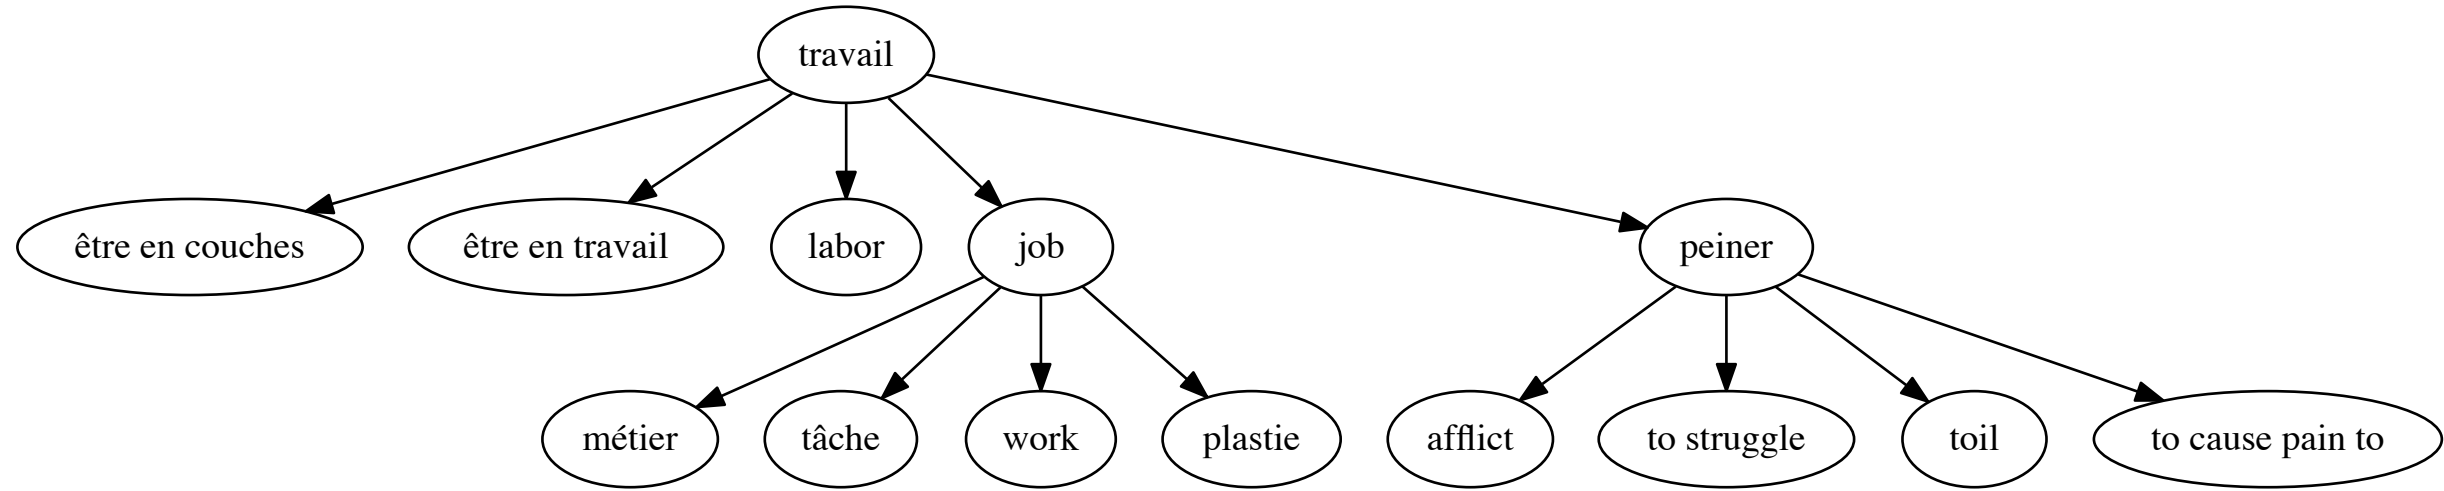 travail
être en couches
être en travail
labor
job
peiner
métier
tâche
work
plastie
afflict
to struggle
toil
to cause pain to